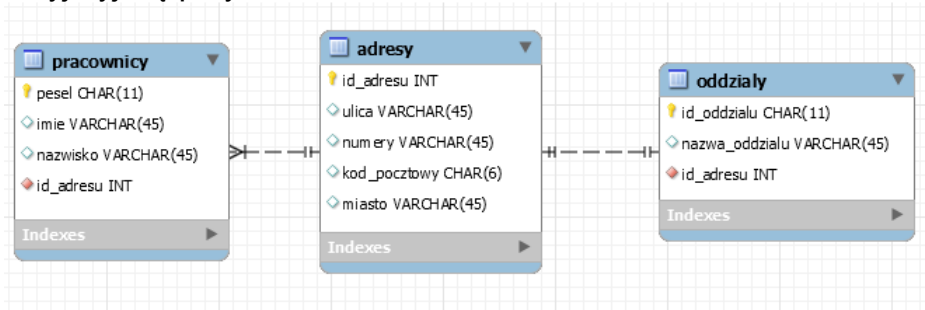 pracownicy
pesel CHAR(11)
imie VARCHAR(45)
nazwisko VARCHAR(45)
id_adresu INT
Indexes
adresy
id_adresu INT
ulica VARCHAR(45)
numery VARCHAR(45)
kod_pocztowy CHAR(6)
miasto VARCHAR(45)
Indexes
oddzialy
id_oddzialu CHAR(11)
nazwa_oddzialu VARCHAR(45)
id_adresu INT
Indexes